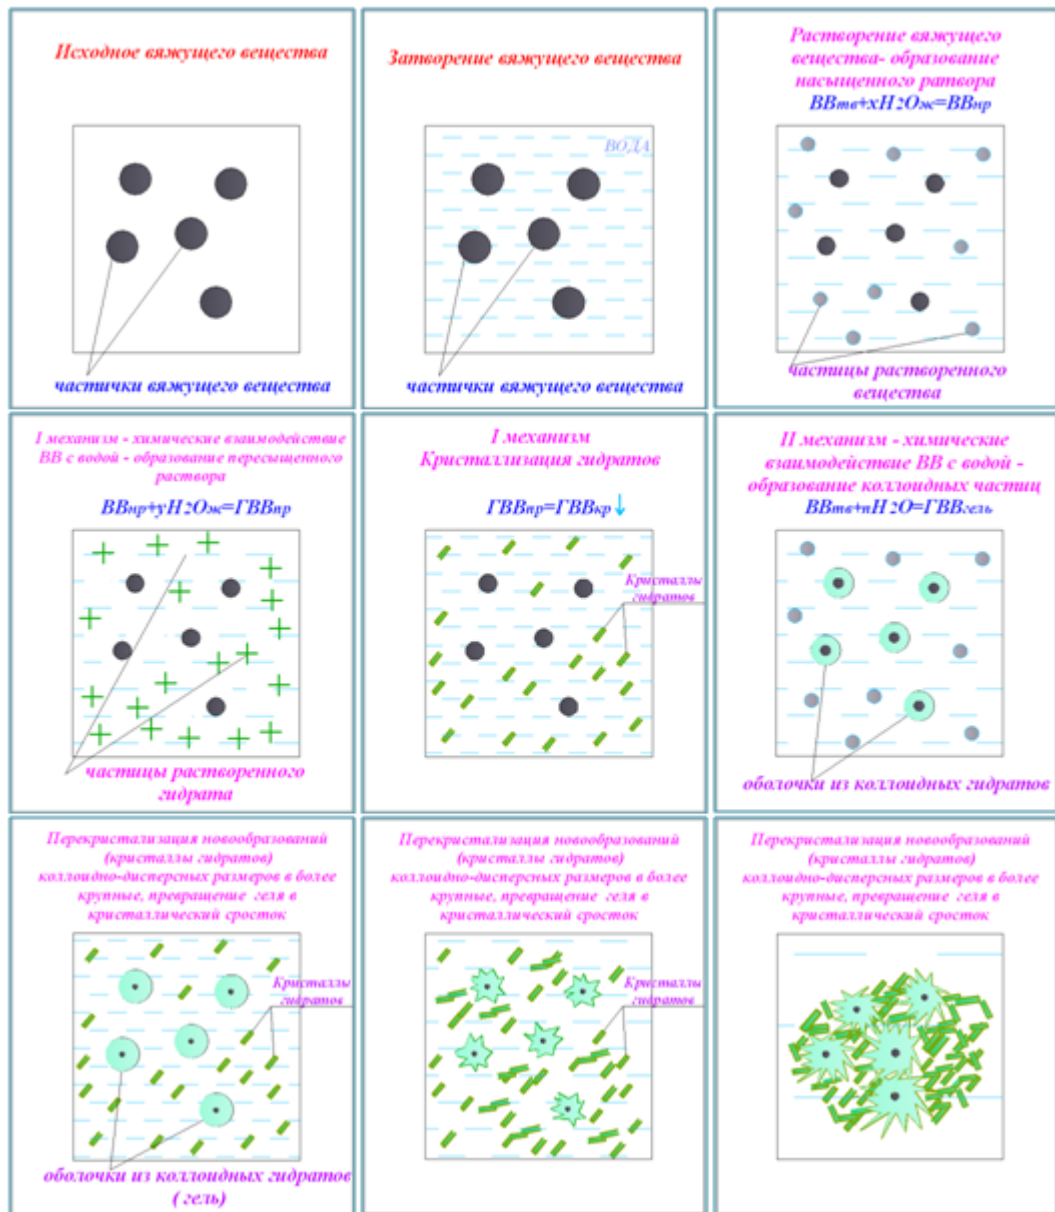 Исходное вяжущего вещества
частички вяжущего вещества
Затворение вяжущего вещества
ВОДА
частички вяжущего вещества
Растворение вяжущего
вещества- образование
насыщенного ратвора
ВВтв+xH2Ож=ВВнр
частицы растворенного
вещества
I механизм - химические взаимодействие
ВВ с водой - образование пересыщенного
раствора
ВВнр+yH2Ож=ГВВпр
частицы растворенного
гидрата
I механизм
Кристаллизация гидратов
ГВВпр=ГВВкр↓
Кристаллы
гидратов
II механизм - химические
взаимодействие ВВ с водой -
образование коллоидных частиц
ВВтв+nH2O=ГВВгель
оболочки из коллоидных гидратов
Перекристализация новообразований
(кристаллы гидратов)
коллоидно-дисперсных размеров в более
крупные, превращение геля в
кристаллический сросток
Кристаллы
гидратов
оболочки из коллоидных гидратов
( гель)
Перекристализация новообразований
(кристаллы гидратов)
коллоидно-дисперсных размеров в более
крупные, превращение геля в
кристаллический сросток
Кристаллы
гидратов
Перекристализация новообразований
(кристаллы гидратов)
коллоидно-дисперсных размеров в более
крупные, превращение геля в
кристаллический сросток